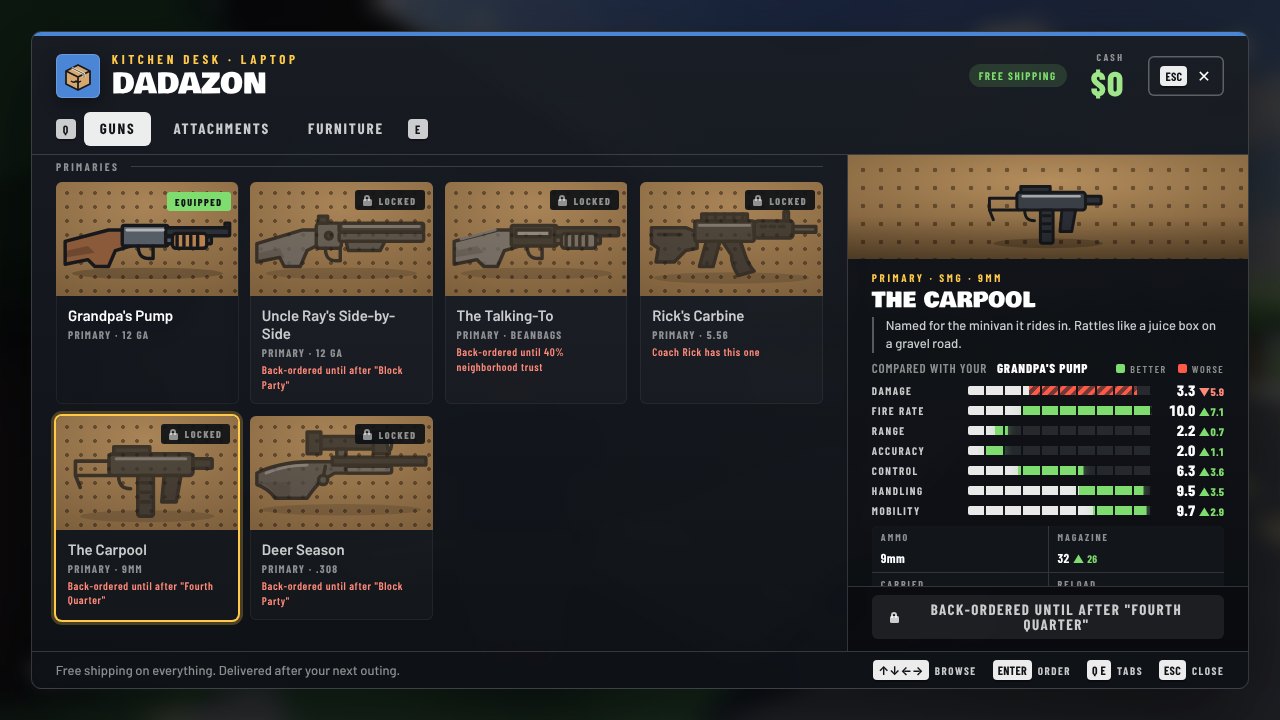 KITCHEN DESK · LAPTOP
DADAZON
FREE SHIPPING
CASH
$0
ESC ✕
Q GUNS ATTACHMENTS FURNITURE E
PRIMARIES
EQUIPPED
Grandpa's Pump
PRIMARY · 12 GA
LOCKED
Uncle Ray's Side-by-
Side
PRIMARY · 12 GA
Back-ordered until after "Block
Party"
LOCKED
The Talking-To
PRIMARY · BEANBAGS
Back-ordered until 40%
neighborhood trust
LOCKED
Rick's Carbine
PRIMARY · 5.56
Coach Rick has this one
LOCKED
The Carpool
PRIMARY · 9MM
Back-ordered until after "Fourth
Quarter"
LOCKED
Deer Season
PRIMARY · .308
Back-ordered until after "Block
Party"
PRIMARY · SMG · 9MM
THE CARPOOL
Named for the minivan it rides in. Rattles like a juice box on
a gravel road.
COMPARED WITH YOUR GRANDPA'S PUMP BETTER WORSE
DAMAGE 3.3 ▼5.9
FIRE RATE 10.0 ▲7.1
RANGE 2.2 ▲0.7
ACCURACY 2.0 ▲1.1
CONTROL 6.3 ▲3.6
HANDLING 9.5 ▲3.5
MOBILITY 9.7 ▲2.9
AMMO
9mm
MAGAZINE
32 ▲ 26
CARRIED RELOAD
BACK-ORDERED UNTIL AFTER "FOURTH
QUARTER"
Free shipping on everything. Delivered after your next outing.
↑↓←→ BROWSE ENTER ORDER Q E TABS ESC CLOSE